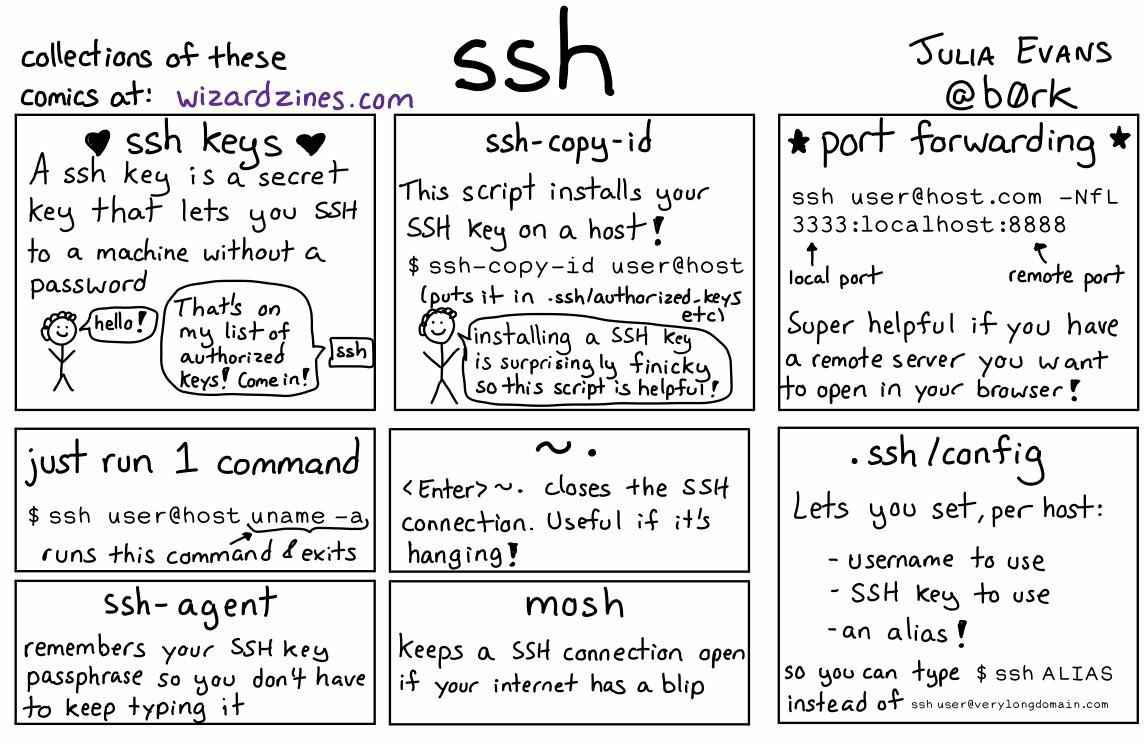 collections of these
comics at: wizardzines.com
ssh
JULIA EVANS
@b0rk
♥ ssh keys ♥
A ssh key is a secret
key that lets you SSH
to a machine without a
password
hello!
That's on
my list of
authorized
keys! Come in!
ssh
ssh-copy-id
This script installs your
SSH key on a host!
$ ssh-copy-id user@host
(puts it in .ssh/authorized_keys
etc)
installing a SSH key
is surprisingly finicky
so this script is helpful!
★ port forwarding ★
ssh user@host.com -NfL
3333:localhost:8888
local port
remote port
Super helpful if you have
a remote server you want
to open in your browser!
just run 1 command
$ ssh user@host uname -a
runs this command & exits
~.
<Enter>~. closes the SSH
connection. Useful if it's
hanging!
.ssh/config
Lets you set, per host:
- username to use
- SSH key to use
- an alias!
so you can type $ ssh ALIAS
instead of ssh user@verylongdomain.com
ssh-agent
remembers your SSH key
passphrase so you don't have
to keep typing it
mosh
keeps a SSH connection open
if your internet has a blip